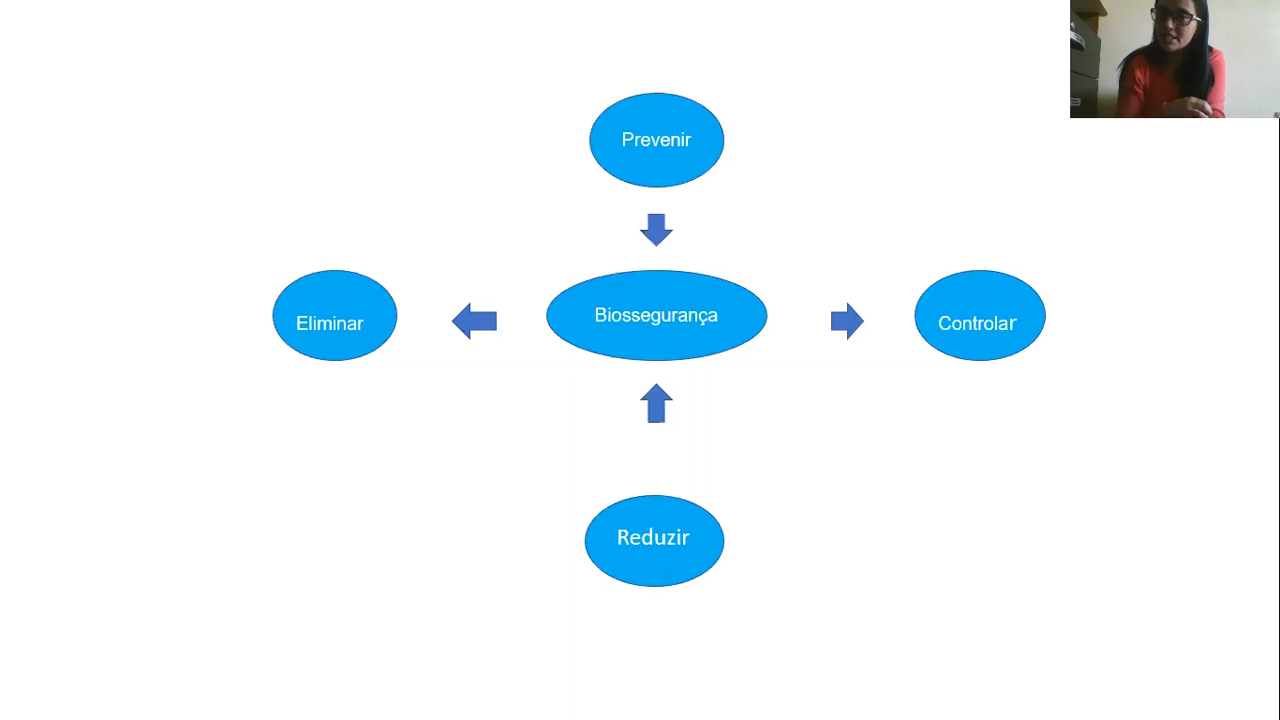 Prevenir
Eliminar
Biossegurança
Controlar
Reduzir